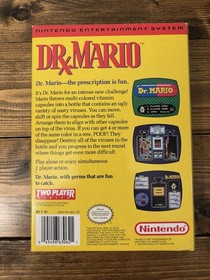 NINTENDO ENTERTAINMENT SYSTEM
DR. MARIO
Dr. Mario—the prescription is fun.
It's Dr. Mario for an intense new challenge!
Mario throws multi-colored vitamin
capsules into a bottle that contains an ugly
variety of nasty viruses. You can move,
shift or spin the capsules as they fall.
Arrange them to align with other capsules
on top of the virus. If you can get 4 or more
of the same color in a row, POOF! They
disappear! Destroy all of the viruses in the
bottle and you progress to the next round
where things get even more difficult.
Play alone or enjoy simultaneous
2 player action.
Dr. Mario, with germs that are fun
to catch.
DR. MARIO
TWO PLAYER
Nintendo